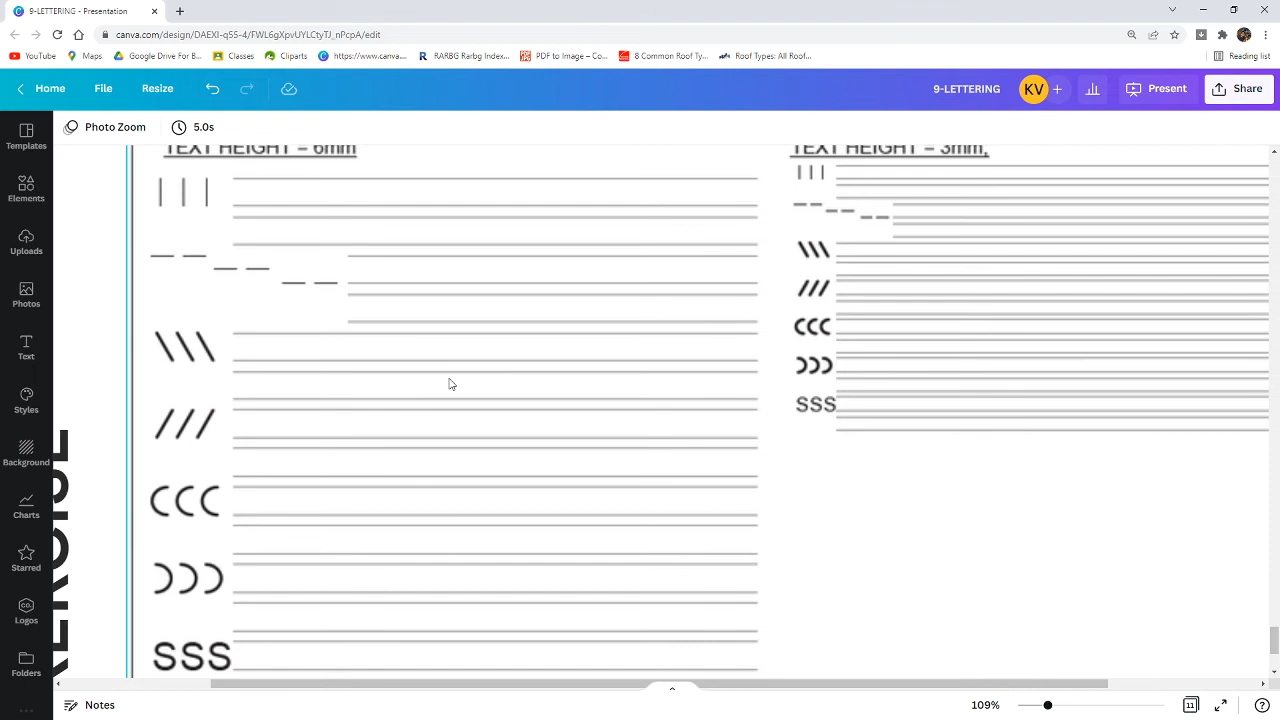 9-LETTERING - Presentation
canva.com/design/DAEXI-q5S-4/FWL6gXpvUYLCtyTJ_nPcpA/edit
YouTube
Maps
Google Drive For B...
Classes
Cliparts
https://www.canva....
RARBG Rarbg Index...
PDF to Image – Co...
8 Common Roof Ty...
Roof Types: All Roof...
Reading list
Home
File
Resize
9-LETTERING
KV
Present
Share
Photo Zoom
5.0s
Templates
Elements
Uploads
Photos
Text
Styles
Background
Charts
Starred
Logos
Folders
TEXT HEIGHT – 6mm
SSS
TEXT HEIGHT – 3mm,
SSS
Notes
109%
11